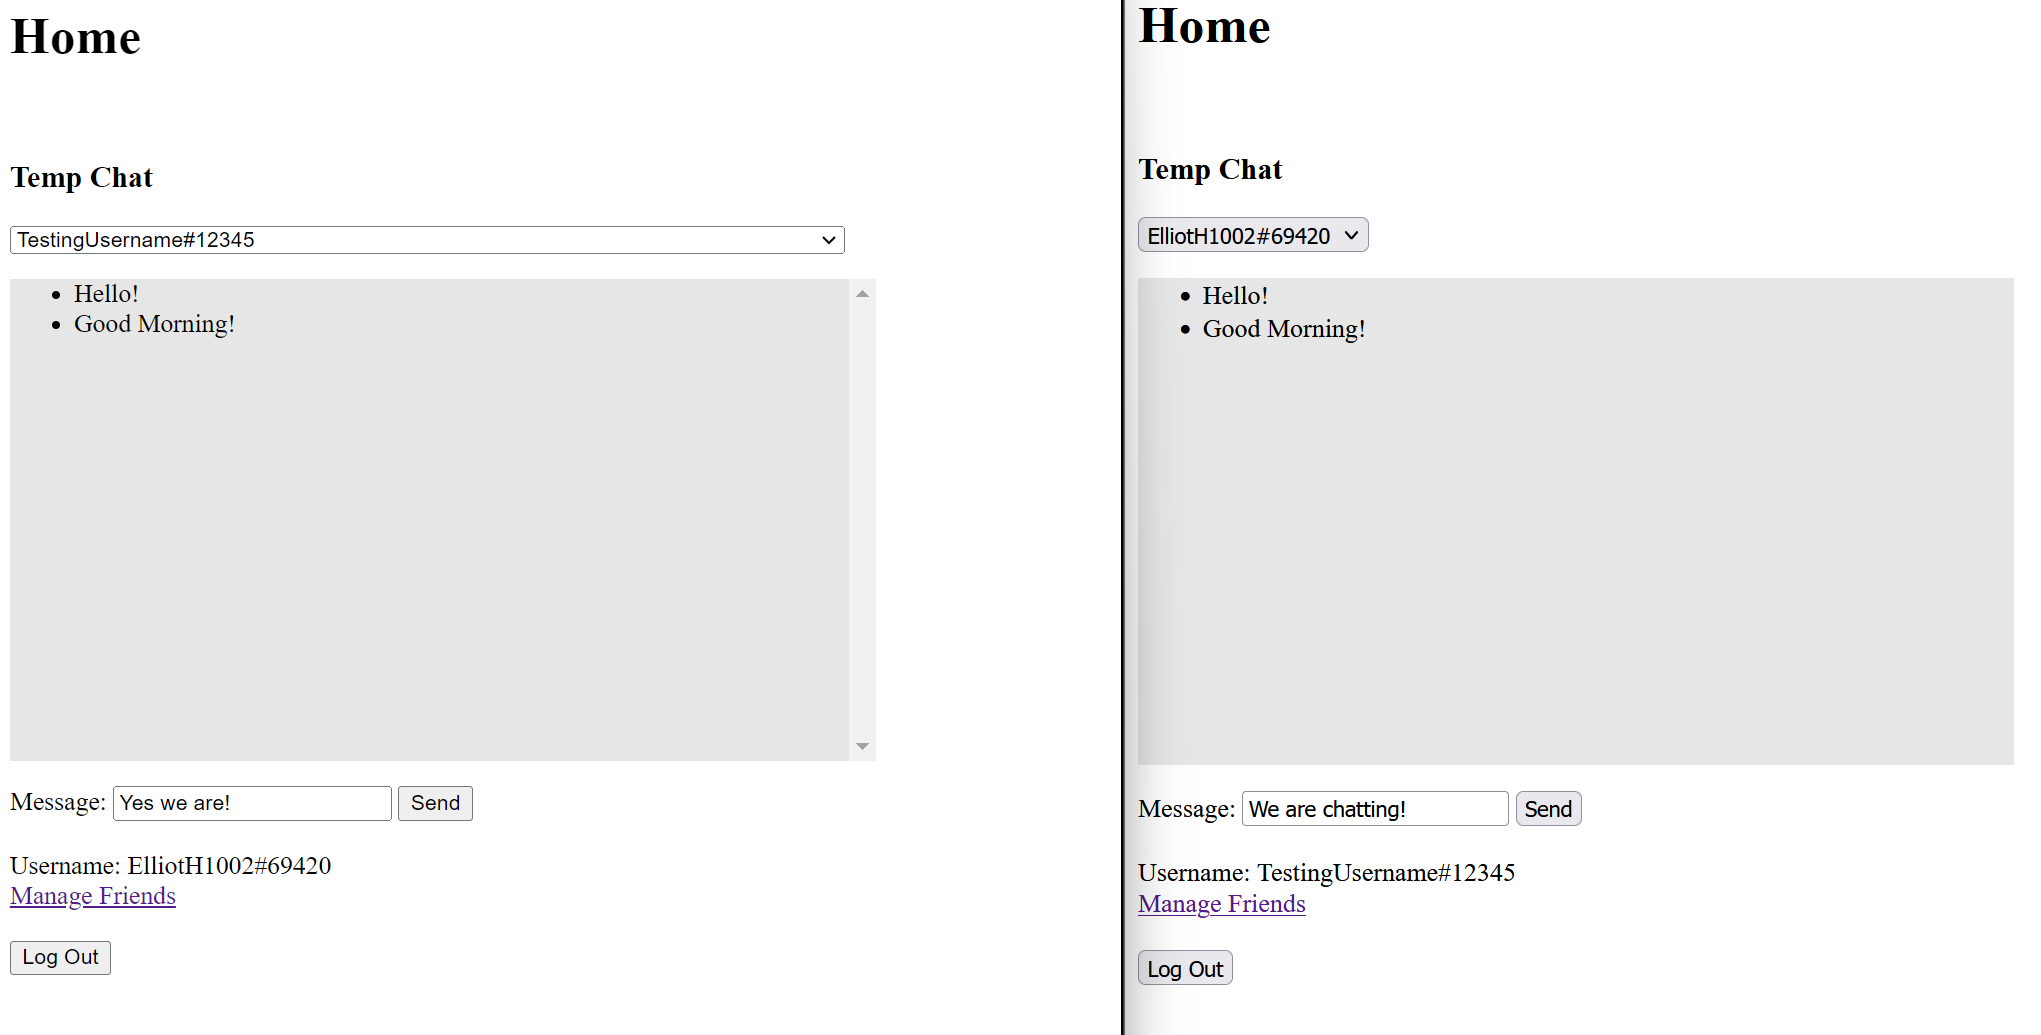 Home
Temp Chat
TestingUsername#12345
Hello!
Good Morning!
Message: Yes we are! Send
Username: ElliotH1002#69420
Manage Friends
Log Out
Home
Temp Chat
ElliotH1002#69420
Hello!
Good Morning!
Message: We are chatting! Send
Username: TestingUsername#12345
Manage Friends
Log Out